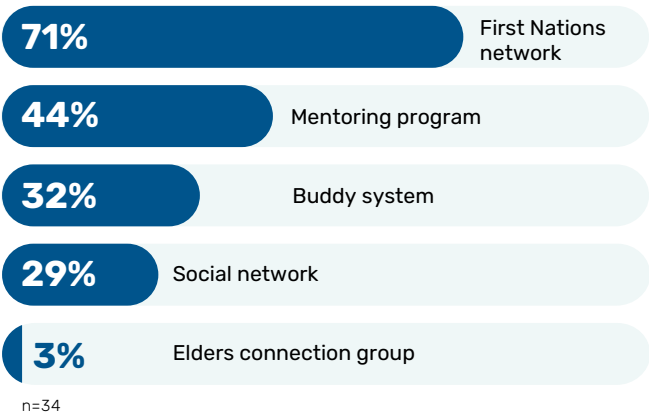 71%
First Nations
network
44%
Mentoring program
32%
Buddy system
29%
Social network
3%
Elders connection group
n=34